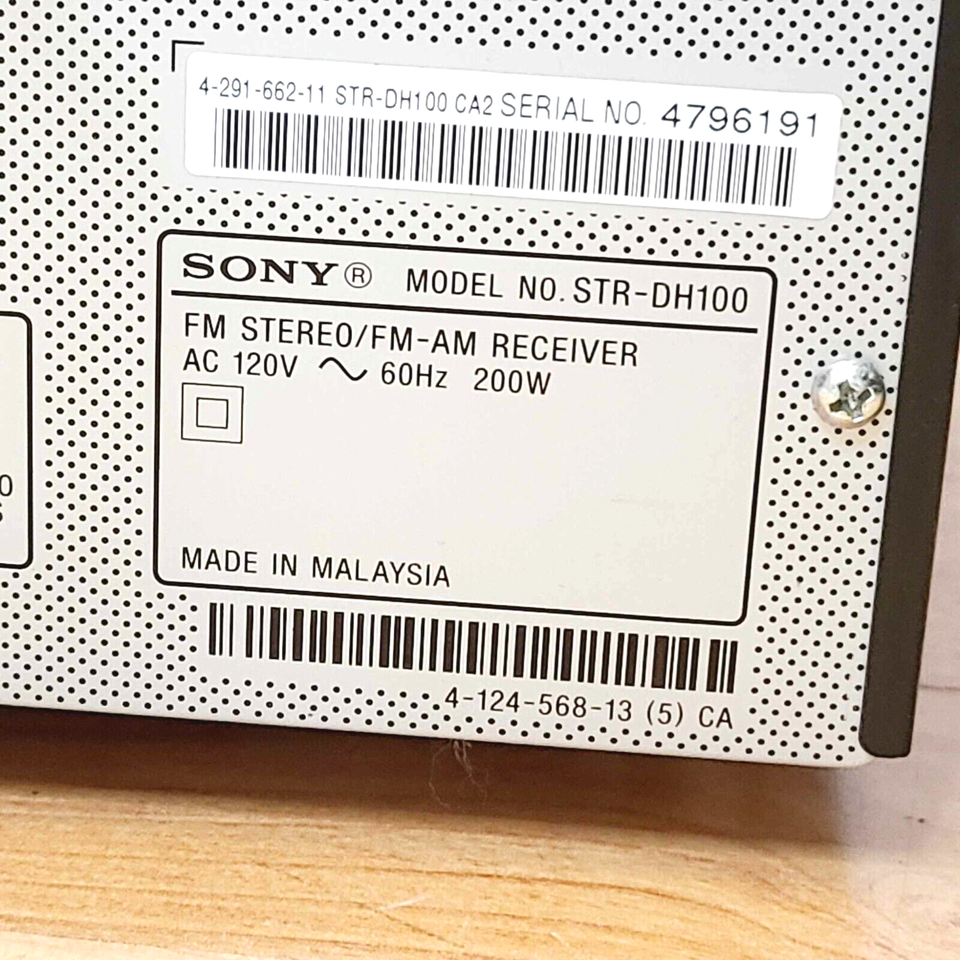 4-291-662-11 STR-DH100 CA2 SERIAL NO. 4796191
SONY® MODEL NO. STR-DH100
FM STEREO/FM-AM RECEIVER
AC 120V ~ 60Hz 200W
MADE IN MALAYSIA
4-124-568-13 (5) CA
0